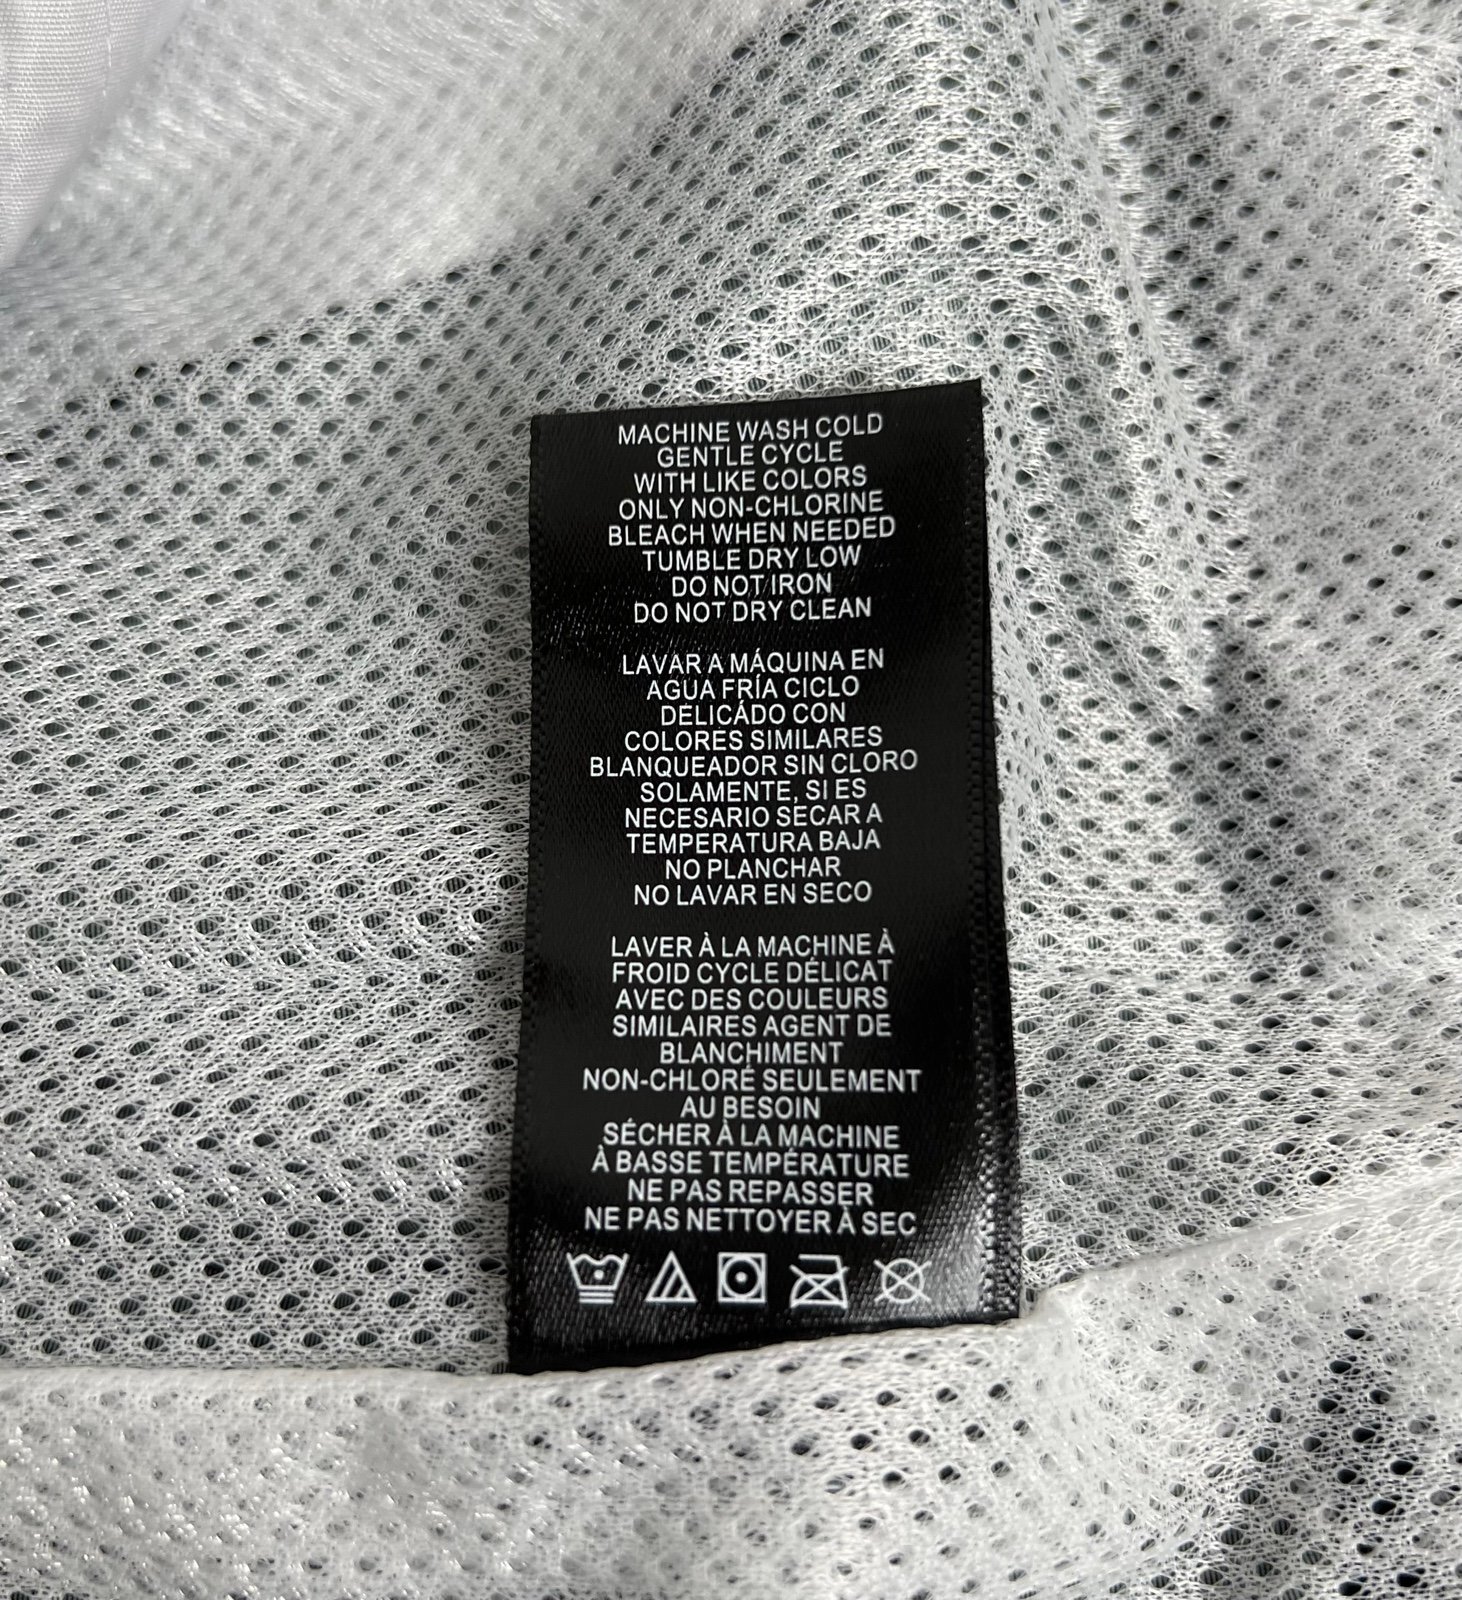 MACHINE WASH COLD
GENTLE CYCLE
WITH LIKE COLORS
ONLY NON-CHLORINE
BLEACH WHEN NEEDED
TUMBLE DRY LOW
DO NOT IRON
DO NOT DRY CLEAN
LAVAR A MÁQUINA EN
AGUA FRÍA CICLO
DELICÁDO CON
COLORES SIMILARES
BLANQUEADOR SIN CLORO
SOLAMENTE, SI ES
NECESARIO SECAR A
TEMPERATURA BAJA
NO PLANCHAR
NO LAVAR EN SECO
LAVER À LA MACHINE À
FROID CYCLE DÉLICAT
AVEC DES COULEURS
SIMILAIRES AGENT DE
BLANCHIMENT
NON-CHLORÉ SEULEMENT
AU BESOIN
SÉCHER À LA MACHINE
À BASSE TEMPÉRATURE
NE PAS REPASSER
NE PAS NETTOYER À SEC